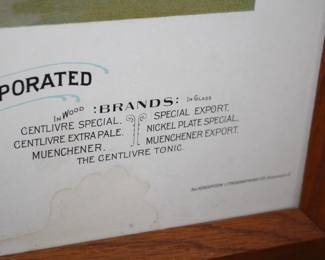 PORATED
IN WOOD :BRANDS: IN GLASS
CENTLIVRE SPECIAL. SPECIAL EXPORT.
CENTLIVRE EXTRA PALE. NICKEL PLATE SPECIAL.
MUENCHENER. MUENCHENER EXPORT.
THE CENTLIVRE TONIC.